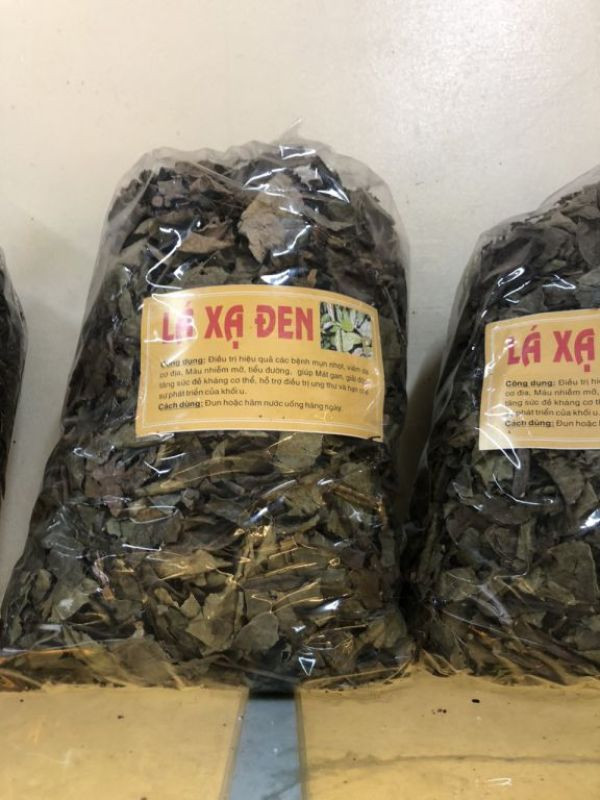 LÁ XẠ ĐEN
Công dụng: Điều trị hiệu quả các bệnh mụn nhọt, viêm da
cơ địa, Máu nhiễm mỡ, tiểu đường, giúp Mát gan, giải độc
tăng sức đề kháng cơ thể, hỗ trợ điều trị ung thư và hạn chế
sự phát triển của khối u.
Cách dùng: Đun hoặc hãm nước uống hàng ngày.
LÁ XẠ
Công dụng: Điều trị hi
cơ địa, Máu nhiễm mỡ,
tăng sức đề kháng cơ th
sự phát triển của khối u.
Cách dùng: Đun hoặc